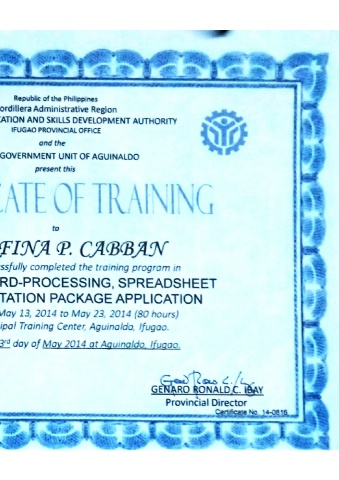 Republic of the Philippines
ordillera Administrative Region
CATION AND SKILLS DEVELOPMENT AUTHORITY
IFUGAO PROVINCIAL OFFICE
and the
GOVERNMENT UNIT OF AGUINALDO
present this
CATE OF TRAINING
to
FINA P. CABBAN
ssfully completed the training program in
RD-PROCESSING, SPREADSHEET
TATION PACKAGE APPLICATION
May 13, 2014 to May 23, 2014 (80 hours)
ipal Training Center, Aguinaldo, Ifugao.
3rd day of May 2014 at Aguinaldo, Ifugao.
GENARO RONALD C. IBAY
Provincial Director
Certificate No. 14-0816